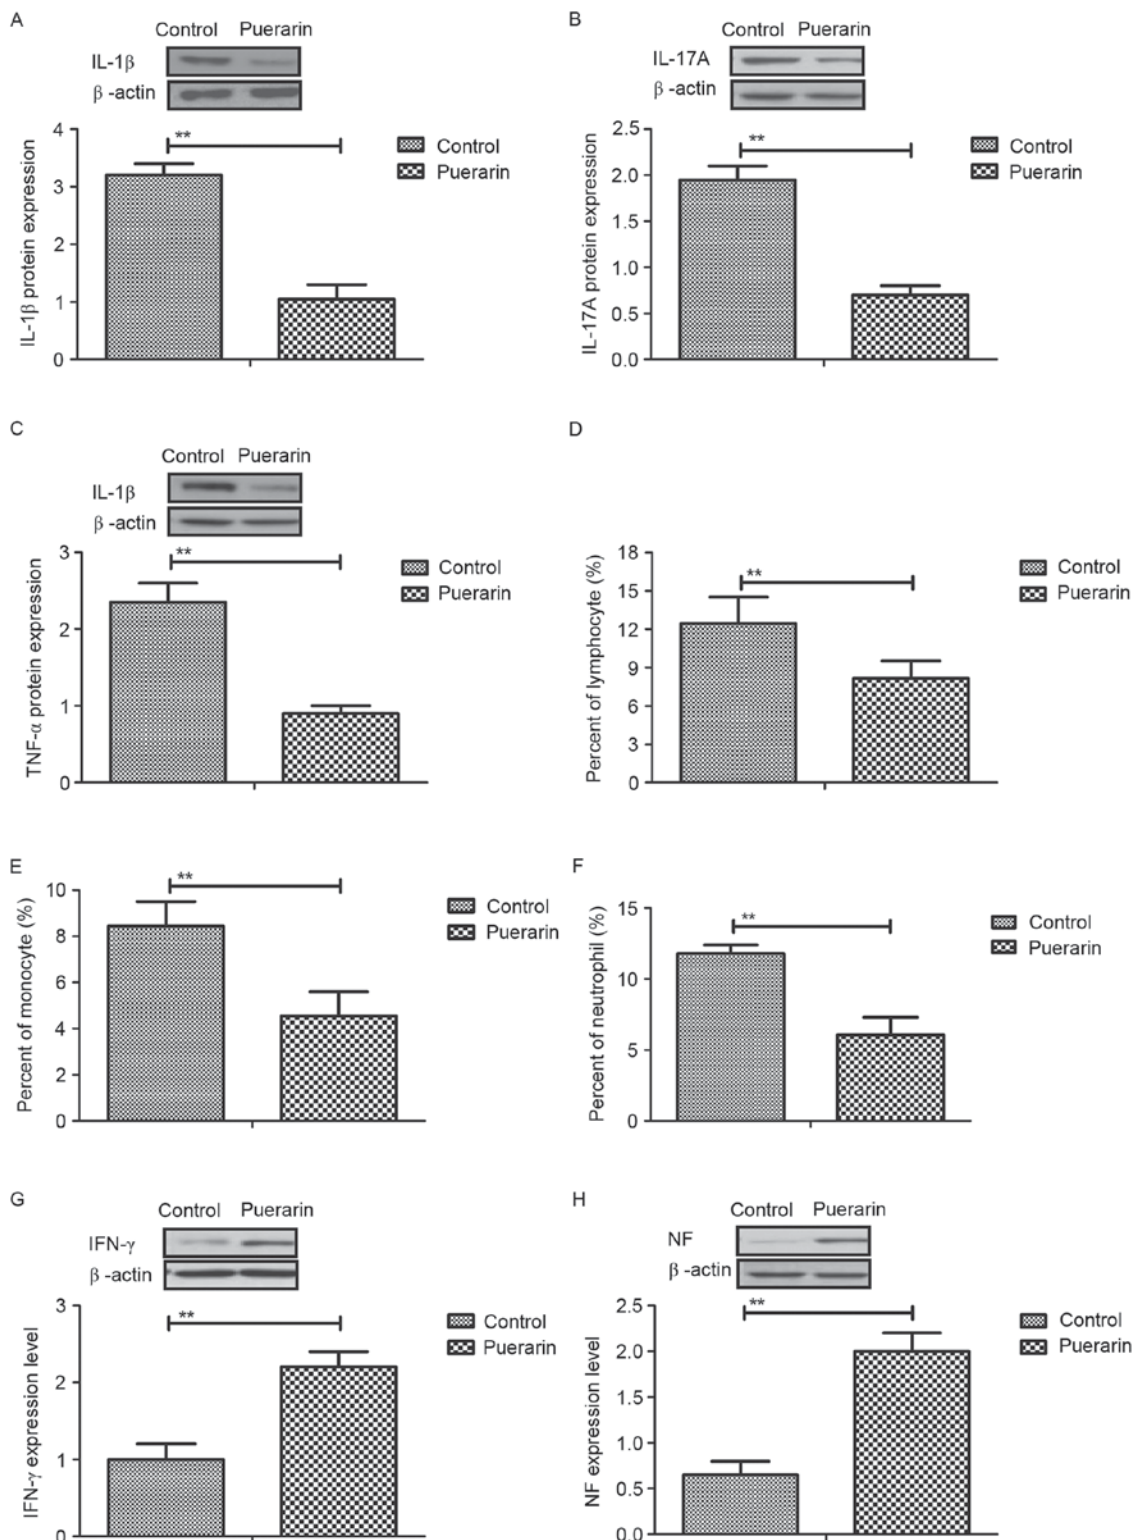 A
Control Puerarin
IL-1β
β -actin
**
4
3
2
1
0
IL-1β protein expression
Control
Puerarin
B
Control Puerarin
IL-17A
β -actin
**
2.5
2.0
1.5
1.0
0.5
0.0
IL-17A protein expression
Control
Puerarin
C
Control Puerarin
IL-1β
β -actin
**
3
2
1
0
TNF-α protein expression
Control
Puerarin
D
**
18
15
12
9
6
3
0
Percent of lymphocyte (%)
Control
Puerarin
E
**
10
8
6
4
2
0
Percent of monocyte (%)
Control
Puerarin
F
**
15
10
5
0
Percent of neutrophil (%)
Control
Puerarin
G
Control Puerarin
IFN-γ
β -actin
**
3
2
1
0
IFN-γ expression level
Control
Puerarin
H
Control Puerarin
NF
β -actin
**
2.5
2.0
1.5
1.0
0.5
0.0
NF expression level
Control
Puerarin